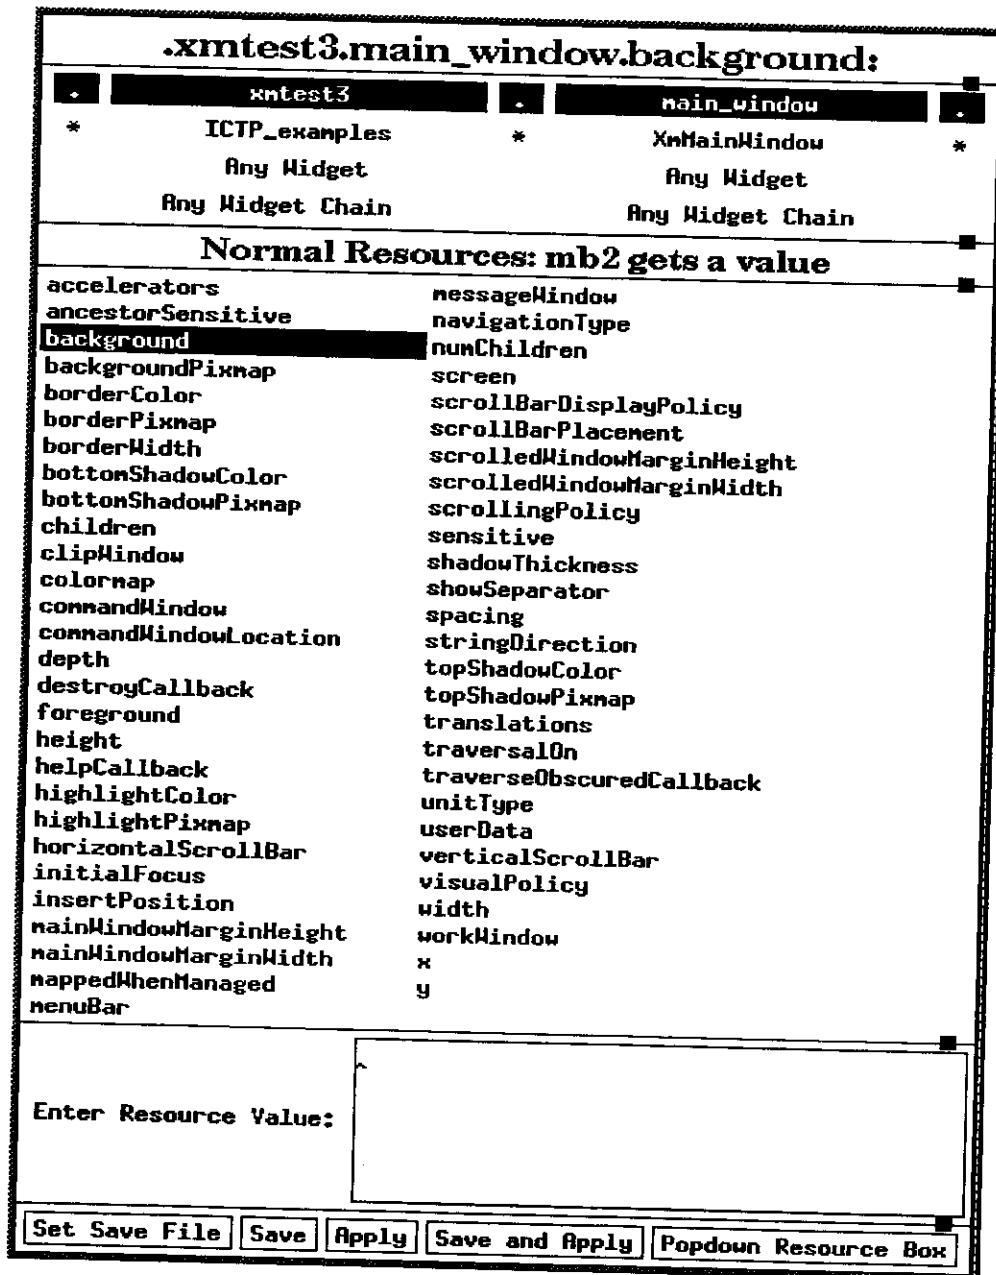 .xmtest3.main_window.background:
. xmtest3 . main_window .
* ICTP_examples * XmMainWindow *
Any Widget Any Widget
Any Widget Chain Any Widget Chain
Normal Resources: mb2 gets a value
accelerators
ancestorSensitive
background
backgroundPixmap
borderColor
borderPixmap
borderWidth
bottomShadowColor
bottomShadowPixmap
children
clipWindow
colormap
commandWindow
commandWindowLocation
depth
destroyCallback
foreground
height
helpCallback
highlightColor
highlightPixmap
horizontalScrollBar
initialFocus
insertPosition
mainWindowMarginHeight
mainWindowMarginWidth
mappedWhenManaged
menuBar
messageWindow
navigationType
numChildren
screen
scrollBarDisplayPolicy
scrollBarPlacement
scrolledWindowMarginHeight
scrolledWindowMarginWidth
scrollingPolicy
sensitive
shadowThickness
showSeparator
spacing
stringDirection
topShadowColor
topShadowPixmap
translations
traversalOn
traverseObscuredCallback
unitType
userData
verticalScrollBar
visualPolicy
width
workWindow
x
y
Enter Resource Value:
^
Set Save File Save Apply Save and Apply Popdown Resource Box